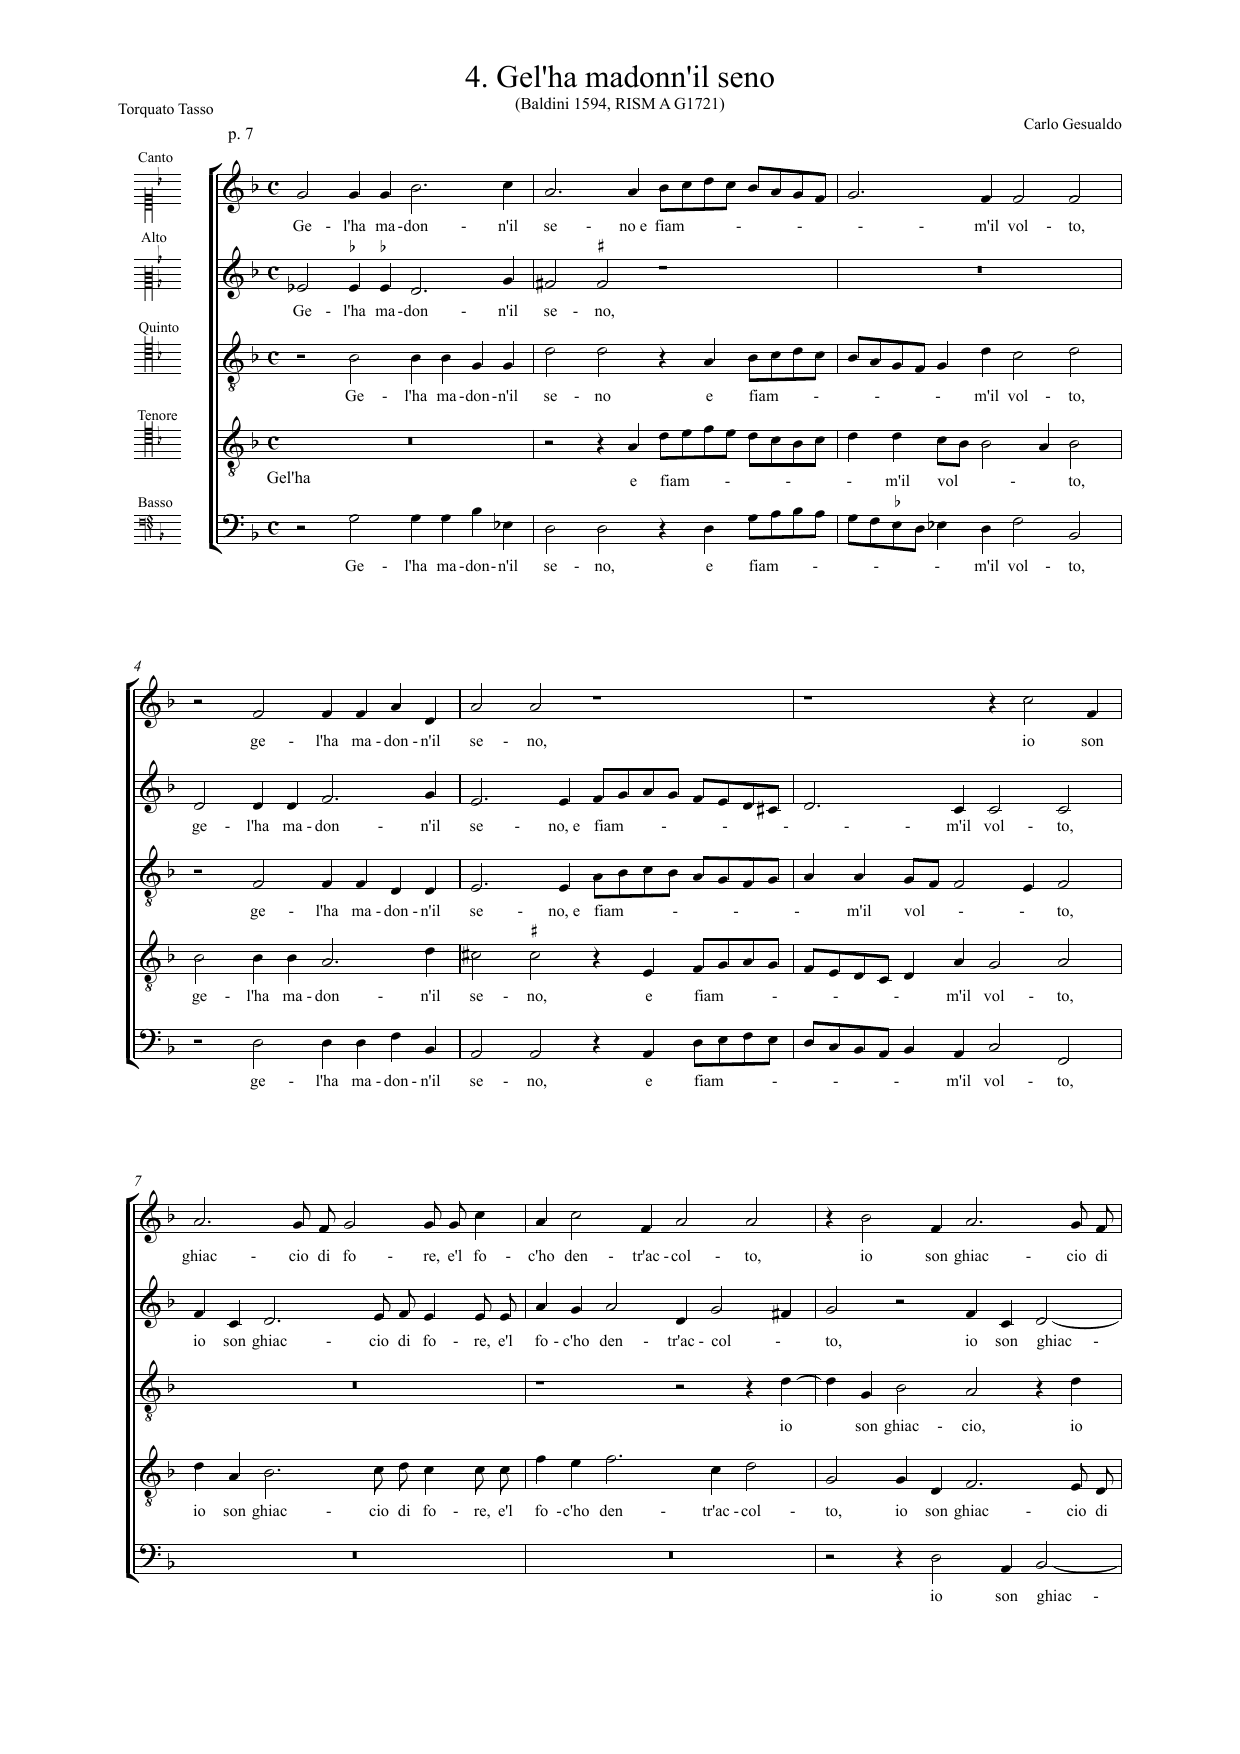 4. Gel'ha madonn'il seno
(Baldini 1594, RISM A G1721)
Torquato Tasso
Carlo Gesualdo
p. 7
Canto
Ge - l'ha ma - don - n'il se - no e fiam - - - - - m'il vol - to,
Alto
Ge - l'ha ma - don - n'il se - no,
Quinto
Ge - l'ha ma - don - n'il se - no e fiam - - - - m'il vol - to,
Tenore
Gel'ha e fiam - - - - m'il vol - - to,
Basso
Ge - l'ha ma - don - n'il se - no, e fiam - - - - m'il vol - to,
4
ge - l'ha ma - don - n'il se - no, io son
ge - l'ha ma - don - n'il se - no, e fiam - - - - - m'il vol - to,
ge - l'ha ma - don - n'il se - no, e fiam - - - - m'il vol - - to,
ge - l'ha ma - don - n'il se - no, e fiam - - - - m'il vol - to,
ge - l'ha ma - don - n'il se - no, e fiam - - - - m'il vol - to,
7
ghiac - cio di fo - re, e'l fo - c'ho den - tr'ac - col - to, io son ghiac - cio di
io son ghiac - cio di fo - re, e'l fo - c'ho den - tr'ac - col - to, io son ghiac -
io son ghiac - cio, io
io son ghiac - cio di fo - re, e'l fo - c'ho den - tr'ac - col - to, io son ghiac - cio di
io son ghiac -